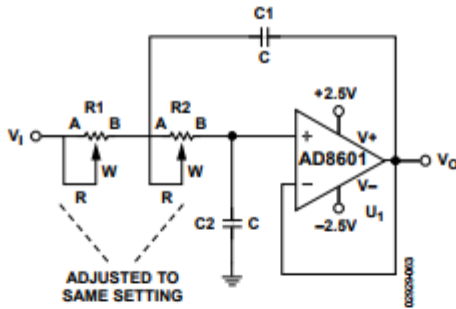 C1
C
R1
R2
A
B
A
B
+2.5V
V+
VI
W
W
AD8601
VO
R
R
V–
U1
C2
C
–2.5V
ADJUSTED TO
SAME SETTING
02929-003